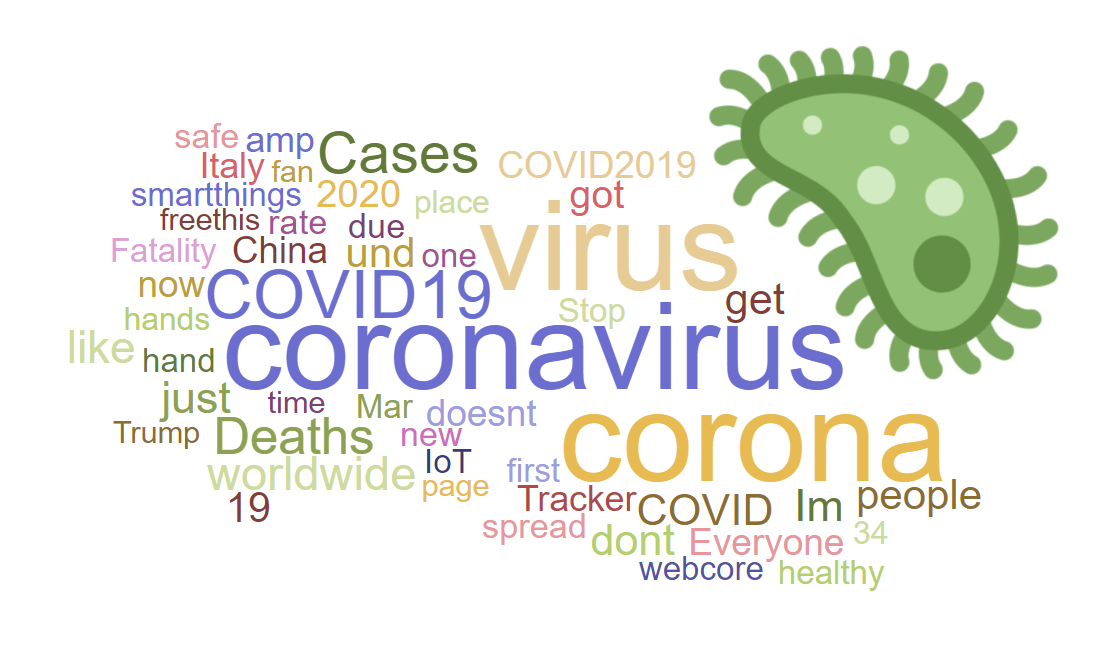 safe amp Cases COVID2019
Italy fan
smartthings 2020 place got
freethis rate due virus
Fatality China und one
now COVID19 Stop get
hands coronavirus
like hand
just time Mar doesnt corona
Trump Deaths new
worldwide IoT first
19 page Tracker COVID Im people
spread dont Everyone 34
webcore healthy